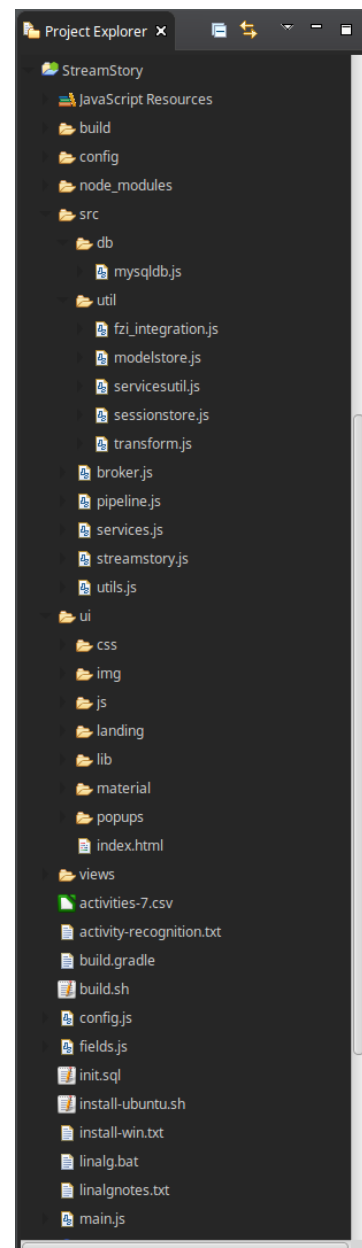 Project Explorer
StreamStory
JavaScript Resources
build
config
node_modules
src
db
mysqldb.js
util
fzi_integration.js
modelstore.js
servicesutil.js
sessionstore.js
transform.js
broker.js
pipeline.js
services.js
streamstory.js
utils.js
ui
css
img
js
landing
lib
material
popups
index.html
views
activities-7.csv
activity-recognition.txt
build.gradle
build.sh
config.js
fields.js
init.sql
install-ubuntu.sh
install-win.txt
linalg.bat
linalgnotes.txt
main.js